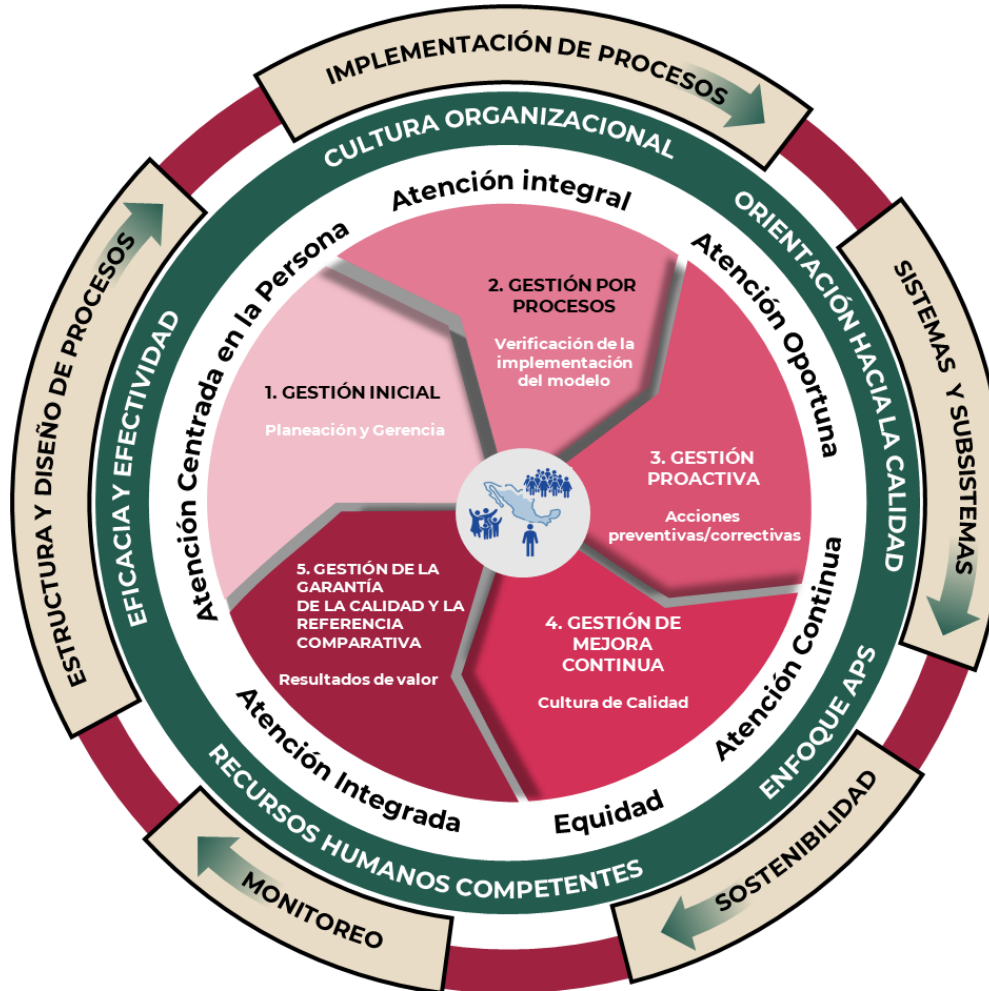 IMPLEMENTACIÓN DE PROCESOS
SISTEMAS Y SUBSISTEMAS
SOSTENIBILIDAD
MONITOREO
ESTRUCTURA Y DISEÑO DE PROCESOS
CULTURA ORGANIZACIONAL
ORIENTACIÓN HACIA LA CALIDAD
ENFOQUE APS
RECURSOS HUMANOS COMPETENTES
EFICACIA Y EFECTIVIDAD
Atención integral
Atención Oportuna
Atención Continua
Equidad
Atención Integrada
Atención Centrada en la Persona
1. GESTIÓN INICIAL
Planeación y Gerencia
2. GESTIÓN POR
PROCESOS
Verificación de la
implementación
del modelo
3. GESTIÓN
PROACTIVA
Acciones
preventivas/correctivas
4. GESTIÓN DE
MEJORA
CONTINUA
Cultura de Calidad
5. GESTIÓN DE LA
GARANTÍA
DE LA CALIDAD Y LA
REFERENCIA
COMPARATIVA
Resultados de valor